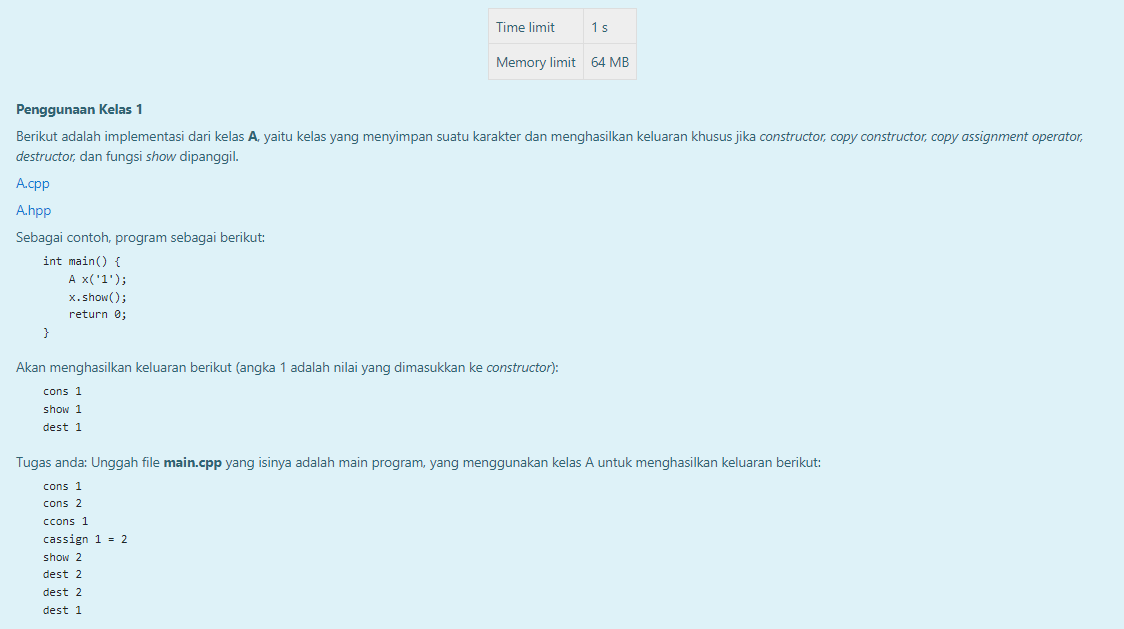 Time limit 1 s
Memory limit 64 MB
Penggunaan Kelas 1
Berikut adalah implementasi dari kelas A, yaitu kelas yang menyimpan suatu karakter dan menghasilkan keluaran khusus jika constructor, copy constructor, copy assignment operator,
destructor, dan fungsi show dipanggil.
A.cpp
A.hpp
Sebagai contoh, program sebagai berikut:
int main() {
    A x('1');
    x.show();
    return 0;
}
Akan menghasilkan keluaran berikut (angka 1 adalah nilai yang dimasukkan ke constructor):
cons 1
show 1
dest 1
Tugas anda: Unggah file main.cpp yang isinya adalah main program, yang menggunakan kelas A untuk menghasilkan keluaran berikut:
cons 1
cons 2
ccons 1
cassign 1 = 2
show 2
dest 2
dest 2
dest 1